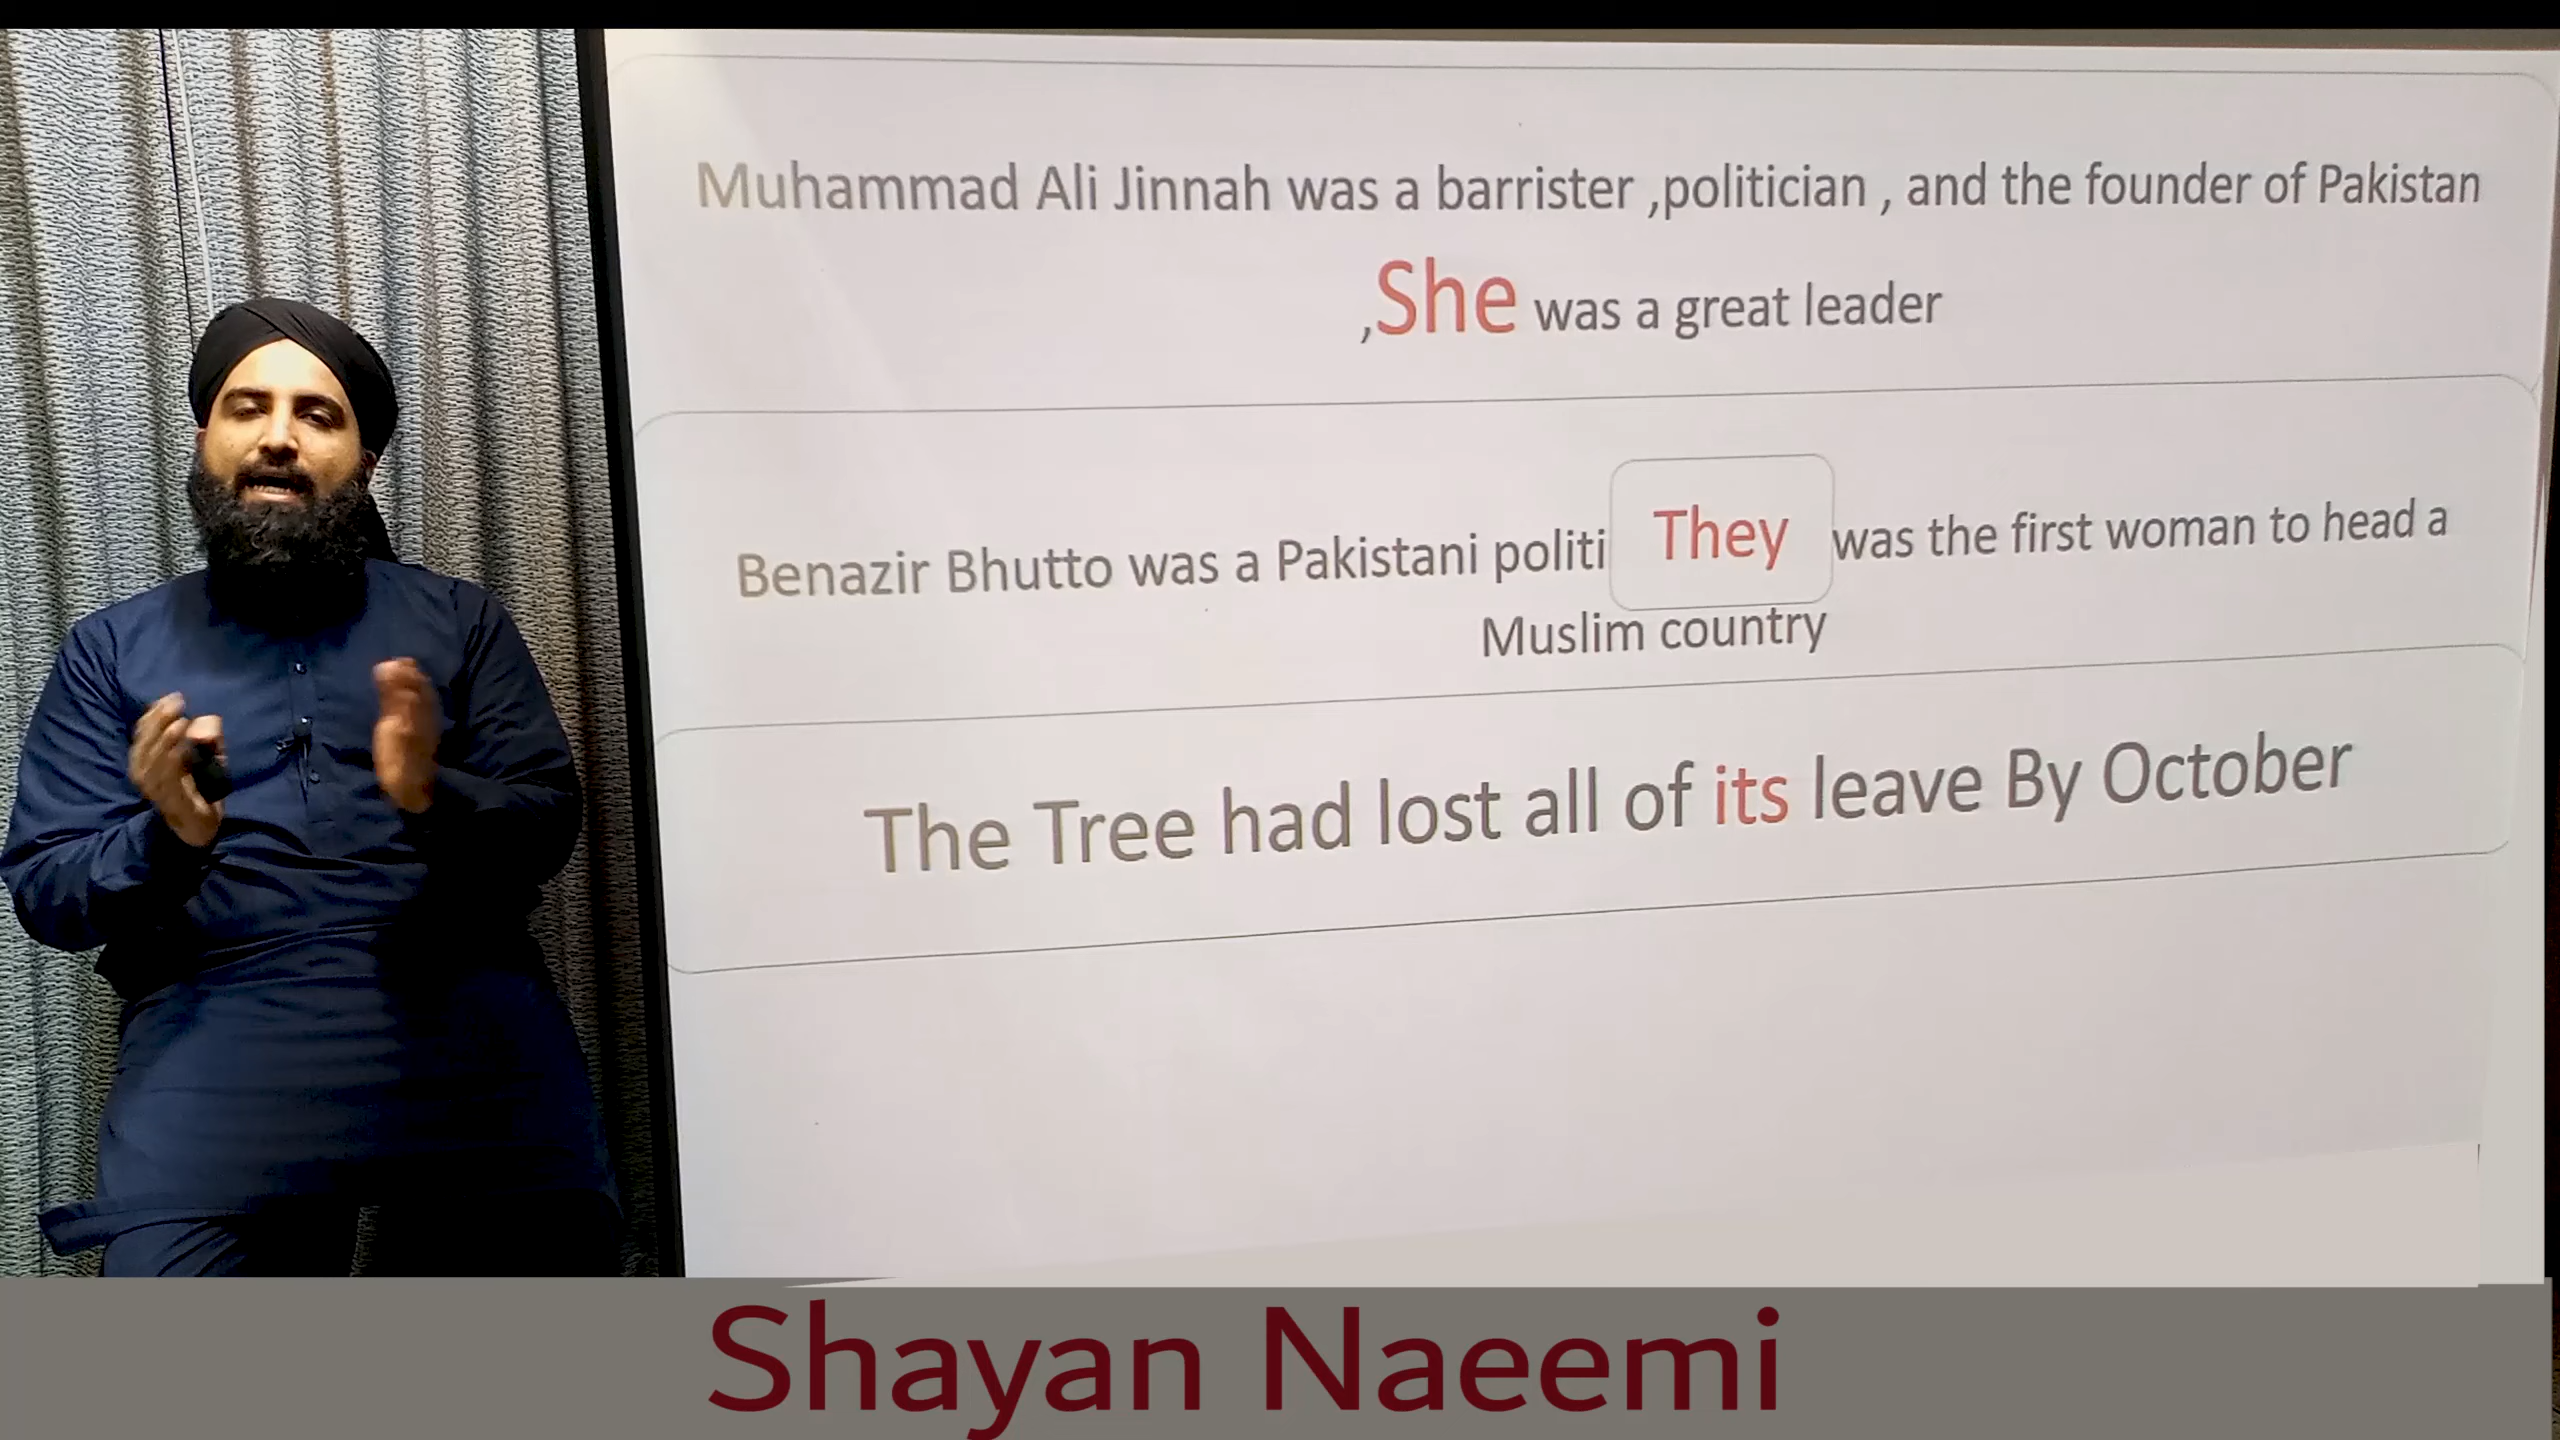 Muhammad Ali Jinnah was a barrister ,politician , and the founder of Pakistan
,She was a great leader
Benazir Bhutto was a Pakistani politi They was the first woman to head a
Muslim country
The Tree had lost all of its leave By October
Shayan Naeemi